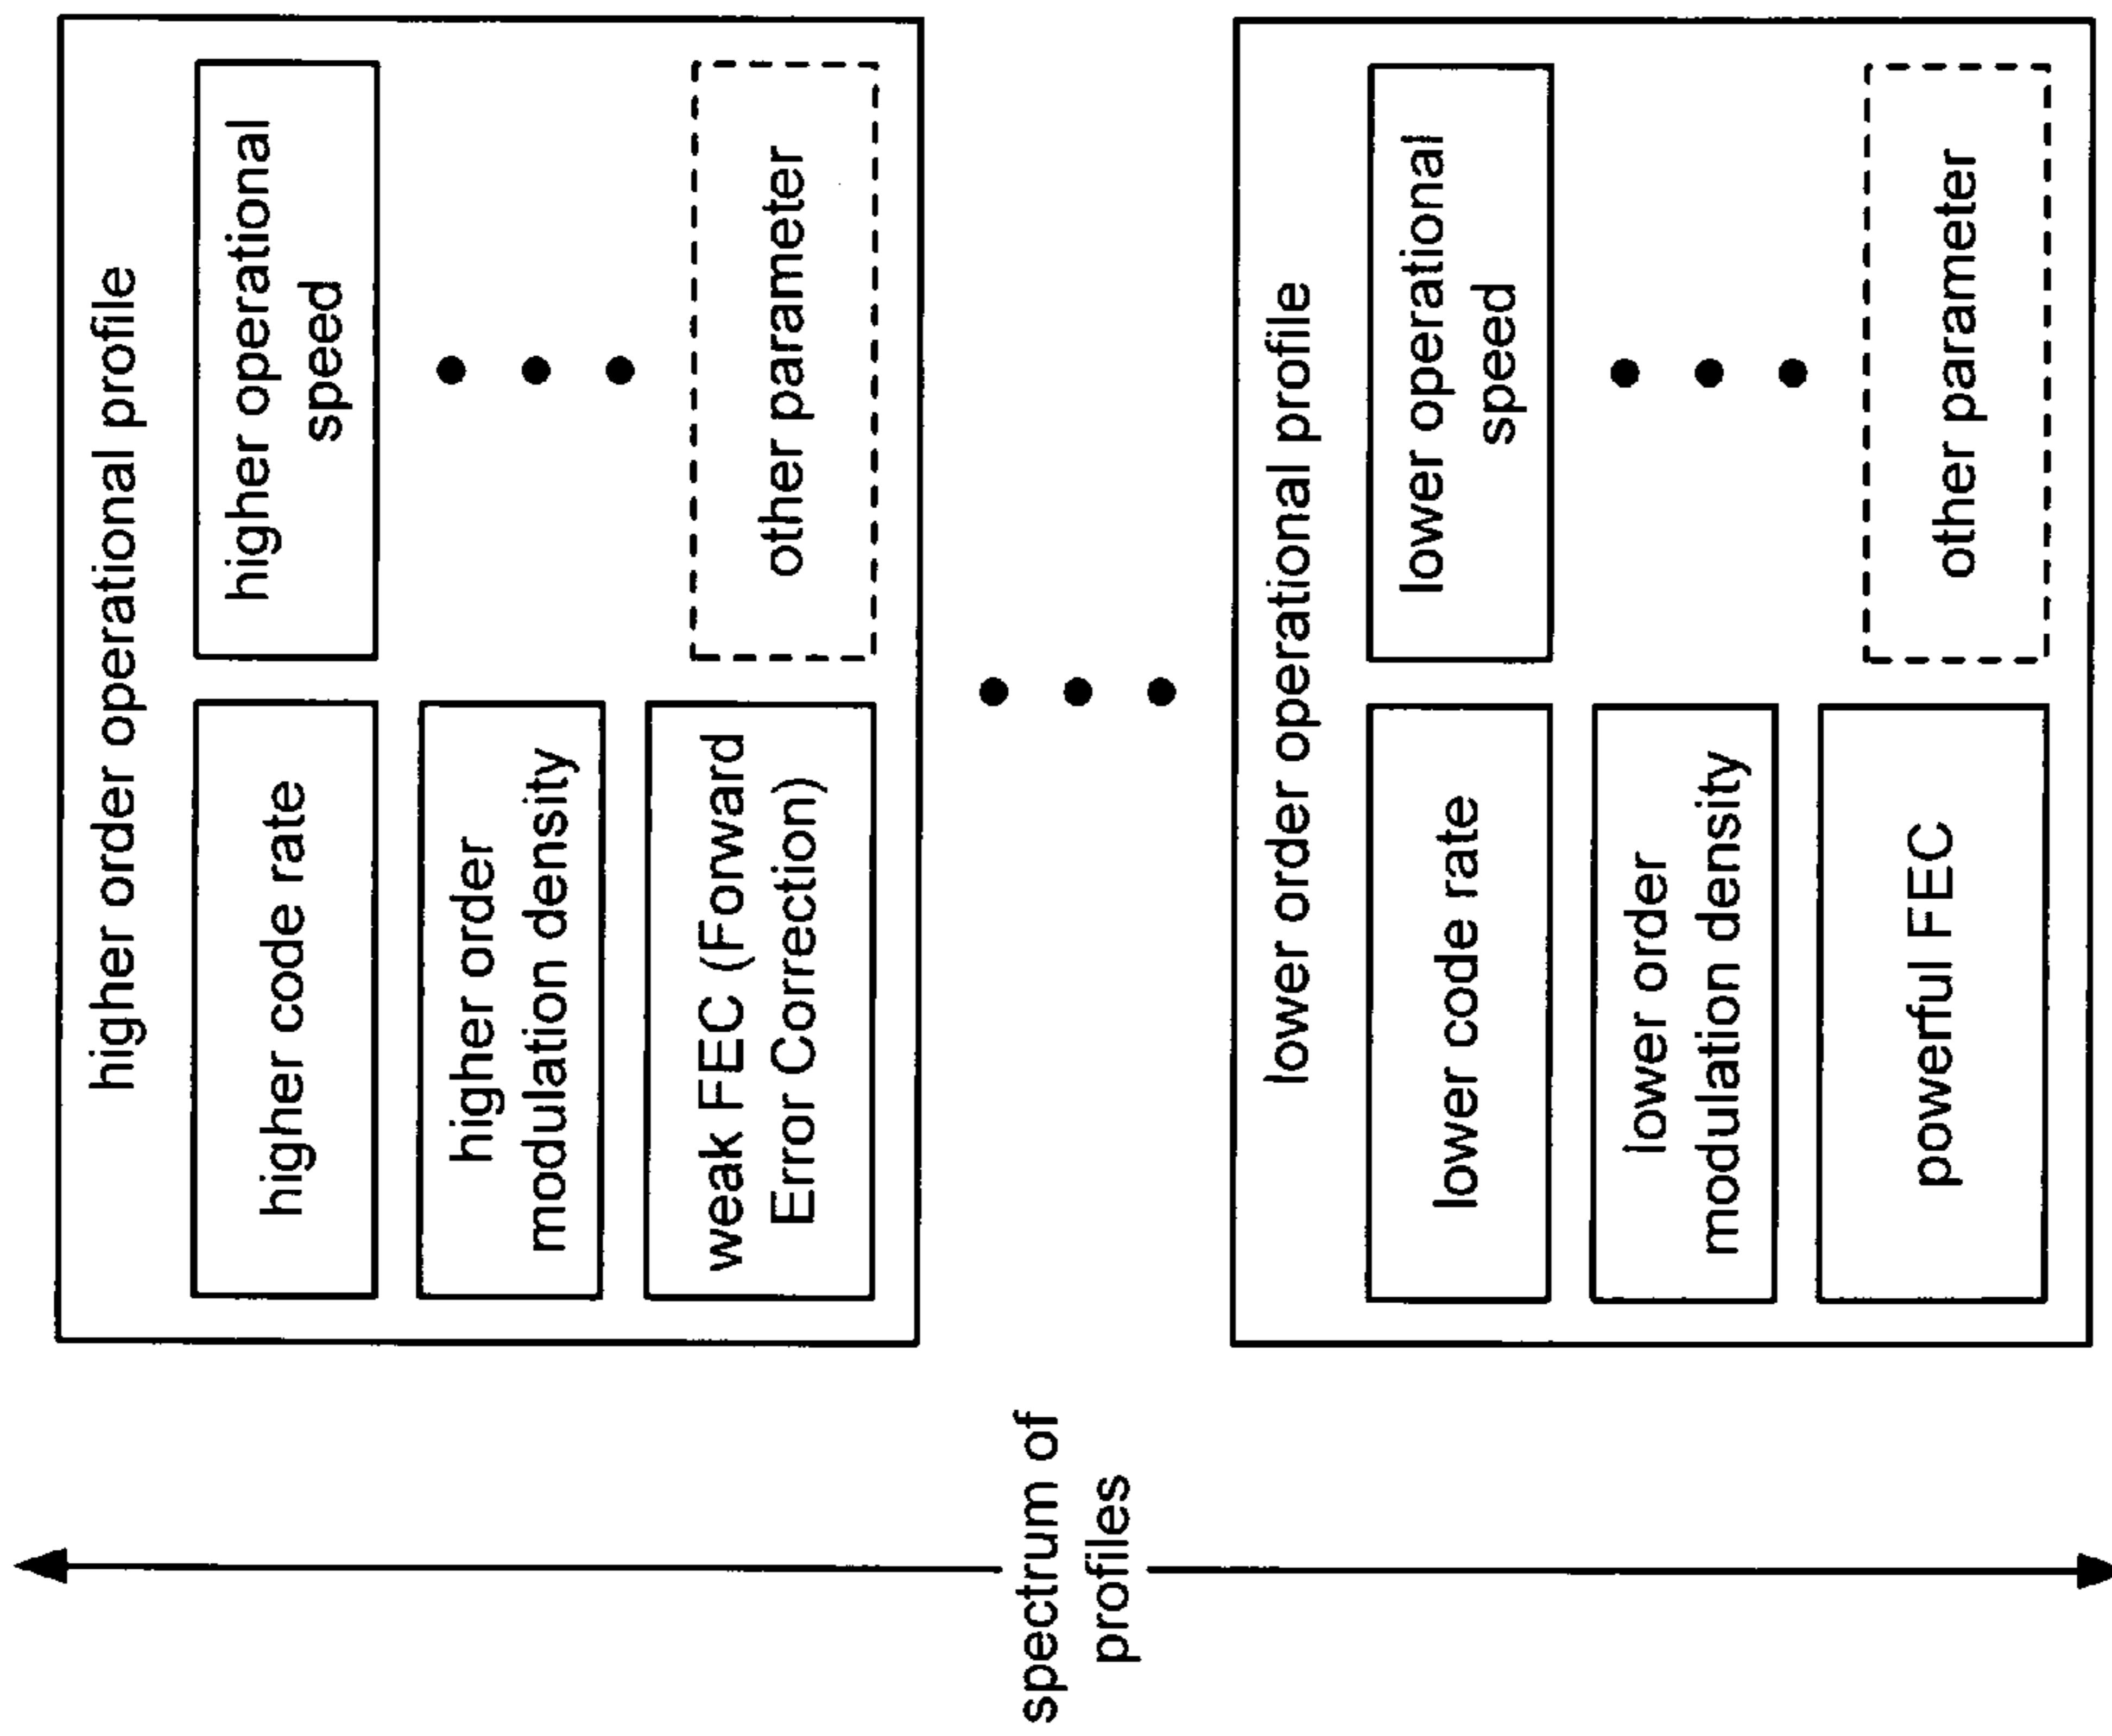 higher order operational profile
higher code rate
higher operational
speed
higher order
modulation density
weak FEC (Forward
Error Correction)
other parameter
spectrum of
profiles
lower order operational profile
lower code rate
lower operational
speed
lower order
modulation density
powerful FEC
other parameter